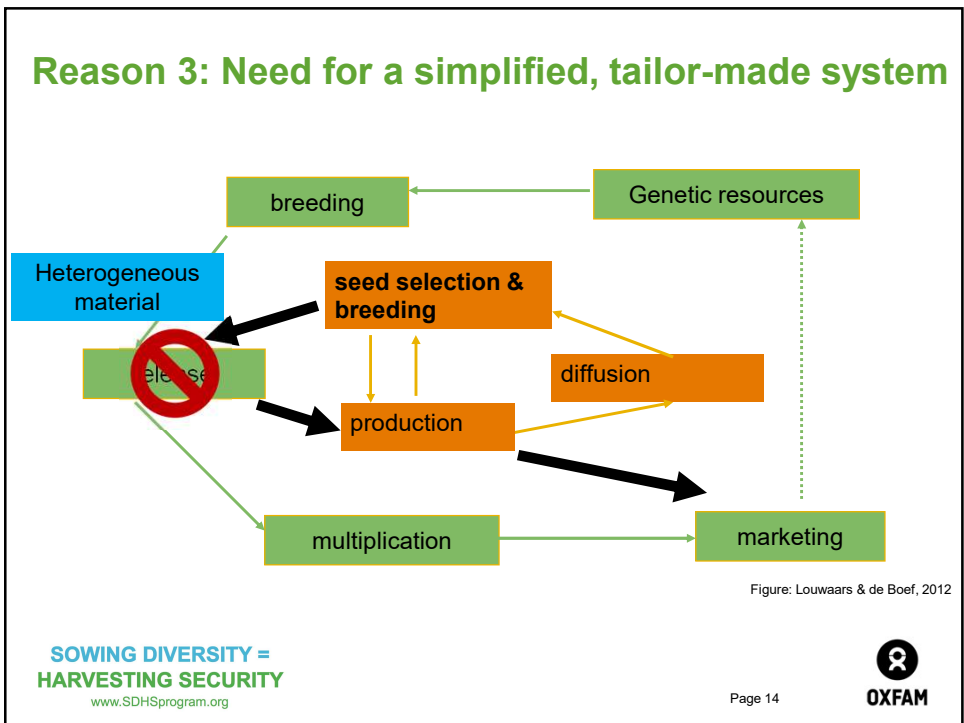 Reason 3: Need for a simplified, tailor-made system
breeding
Genetic resources
Heterogeneous
material
seed selection &
breeding
diffusion
production
multiplication
marketing
Figure: Louwaars & de Boef, 2012
SOWING DIVERSITY =
HARVESTING SECURITY
www.SDHSprogram.org
Page 14
OXFAM